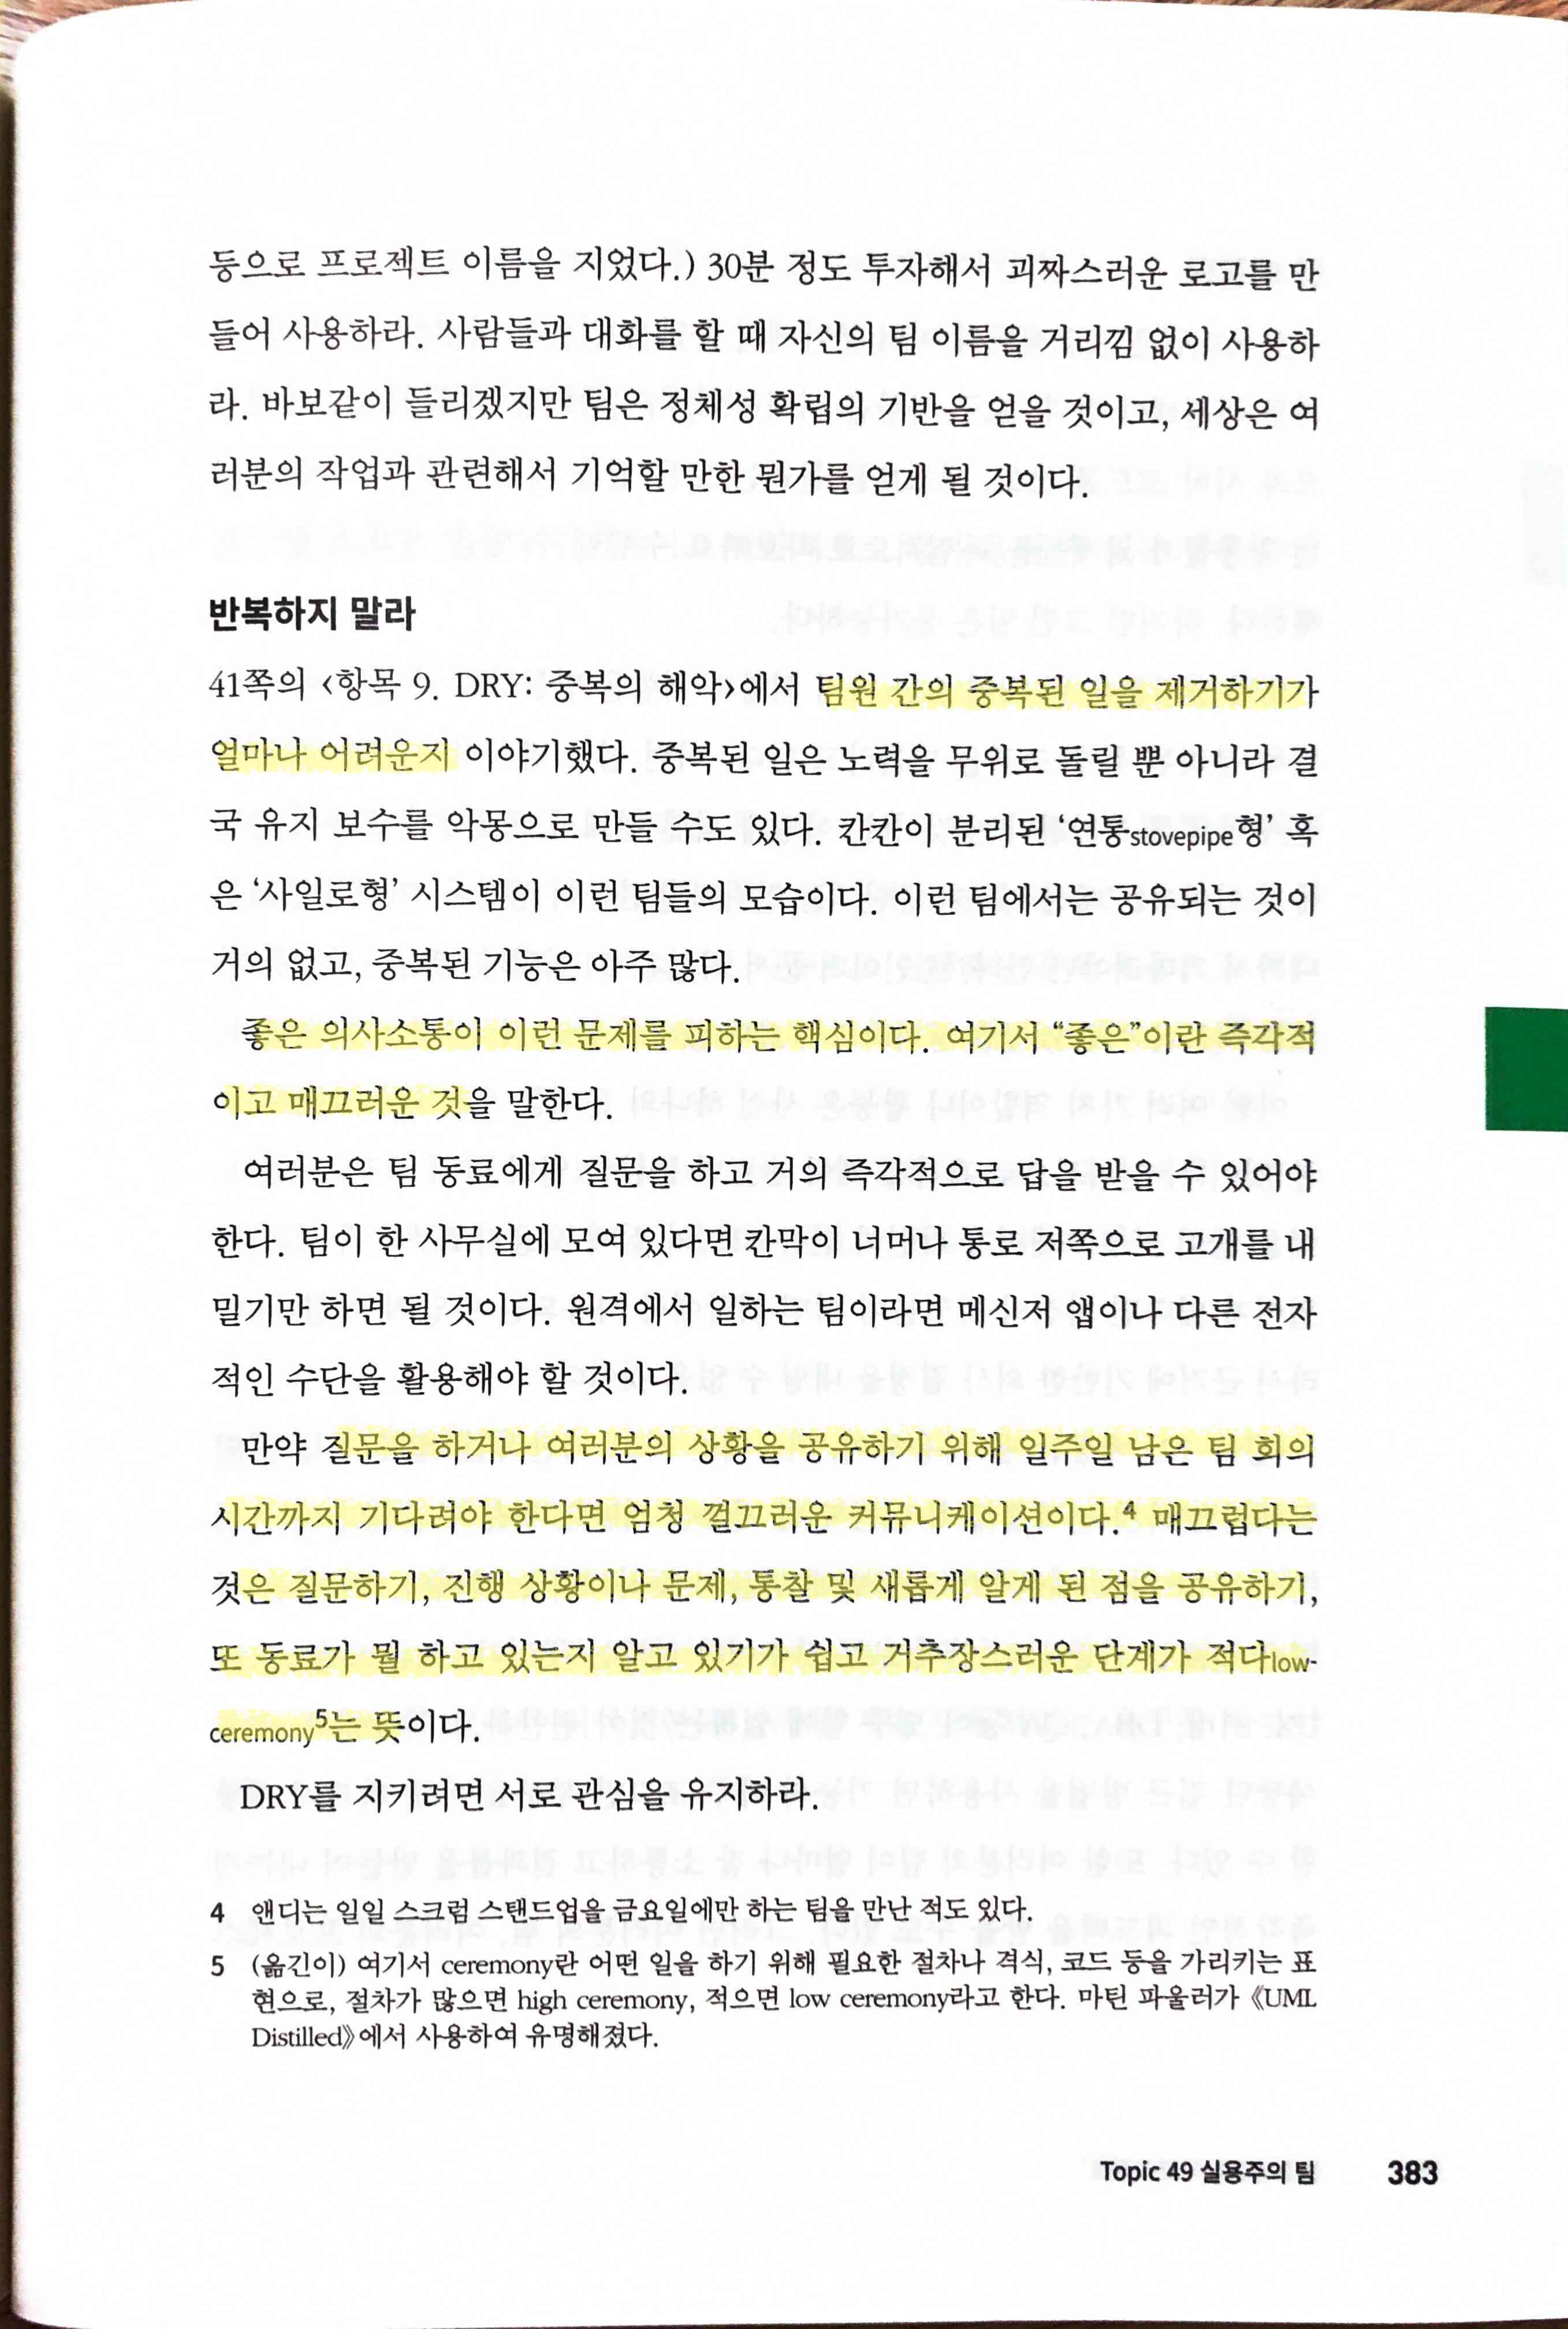 등으로 프로젝트 이름을 지었다.) 30분 정도 투자해서 괴짜스러운 로고를 만
들어 사용하라. 사람들과 대화를 할 때 자신의 팀 이름을 거리낌 없이 사용하
라. 바보같이 들리겠지만 팀은 정체성 확립의 기반을 얻을 것이고, 세상은 여
러분의 작업과 관련해서 기억할 만한 뭔가를 얻게 될 것이다.
반복하지 말라
41쪽의 <항목 9. DRY: 중복의 해악>에서 팀원 간의 중복된 일을 제거하기가
얼마나 어려운지 이야기했다. 중복된 일은 노력을 무위로 돌릴 뿐 아니라 결
국 유지 보수를 악몽으로 만들 수도 있다. 칸칸이 분리된 ‘연통stovepipe형’ 혹
은 ‘사일로형’ 시스템이 이런 팀들의 모습이다. 이런 팀에서는 공유되는 것이
거의 없고, 중복된 기능은 아주 많다.
좋은 의사소통이 이런 문제를 피하는 핵심이다. 여기서 “좋은”이란 즉각적
이고 매끄러운 것을 말한다.
여러분은 팀 동료에게 질문을 하고 거의 즉각적으로 답을 받을 수 있어야
한다. 팀이 한 사무실에 모여 있다면 칸막이 너머나 통로 저쪽으로 고개를 내
밀기만 하면 될 것이다. 원격에서 일하는 팀이라면 메신저 앱이나 다른 전자
적인 수단을 활용해야 할 것이다.
만약 질문을 하거나 여러분의 상황을 공유하기 위해 일주일 남은 팀 회의
시간까지 기다려야 한다면 엄청 껄끄러운 커뮤니케이션이다.4 매끄럽다는
것은 질문하기, 진행 상황이나 문제, 통찰 및 새롭게 알게 된 점을 공유하기,
또 동료가 뭘 하고 있는지 알고 있기가 쉽고 거추장스러운 단계가 적다low-
ceremony5는 뜻이다.
DRY를 지키려면 서로 관심을 유지하라.
4 앤디는 일일 스크럼 스탠드업을 금요일에만 하는 팀을 만난 적도 있다.
5 (옮긴이) 여기서 ceremony란 어떤 일을 하기 위해 필요한 절차나 격식, 코드 등을 가리키는 표
현으로, 절차가 많으면 high ceremony, 적으면 low ceremony라고 한다. 마틴 파울러가 《UML
Distilled》에서 사용하여 유명해졌다.
Topic 49 실용주의 팀 383